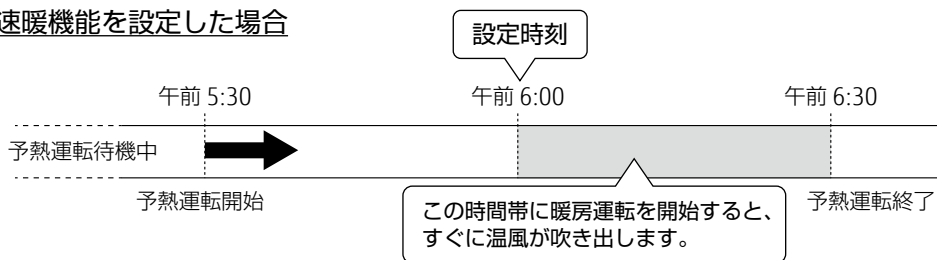 速暖機能を設定した場合
設定時刻
午前 5:30
午前 6:00
午前 6:30
予熱運転待機中
予熱運転開始
この時間帯に暖房運転を開始すると、
すぐに温風が吹き出します。
予熱運転終了